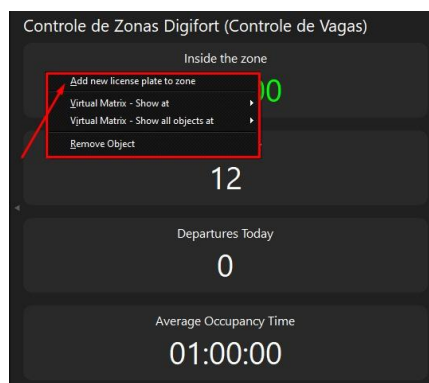 Controle de Zonas Digifort (Controle de Vagas)
Inside the zone
Add new license plate to zone
Virtual Matrix - Show at
Virtual Matrix - Show all objects at
Remove Object
12
Departures Today
0
Average Occupancy Time
01:00:00